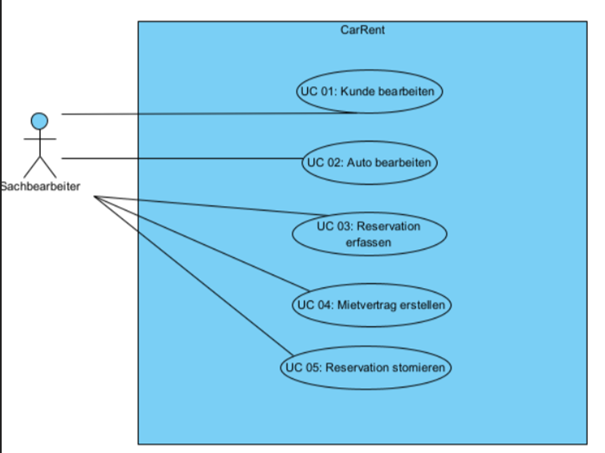 CarRent
UC 01: Kunde bearbeiten
UC 02: Auto bearbeiten
Sachbearbeiter
UC 03: Reservation
erfassen
UC 04: Mietvertrag erstellen
UC 05: Reservation stornieren